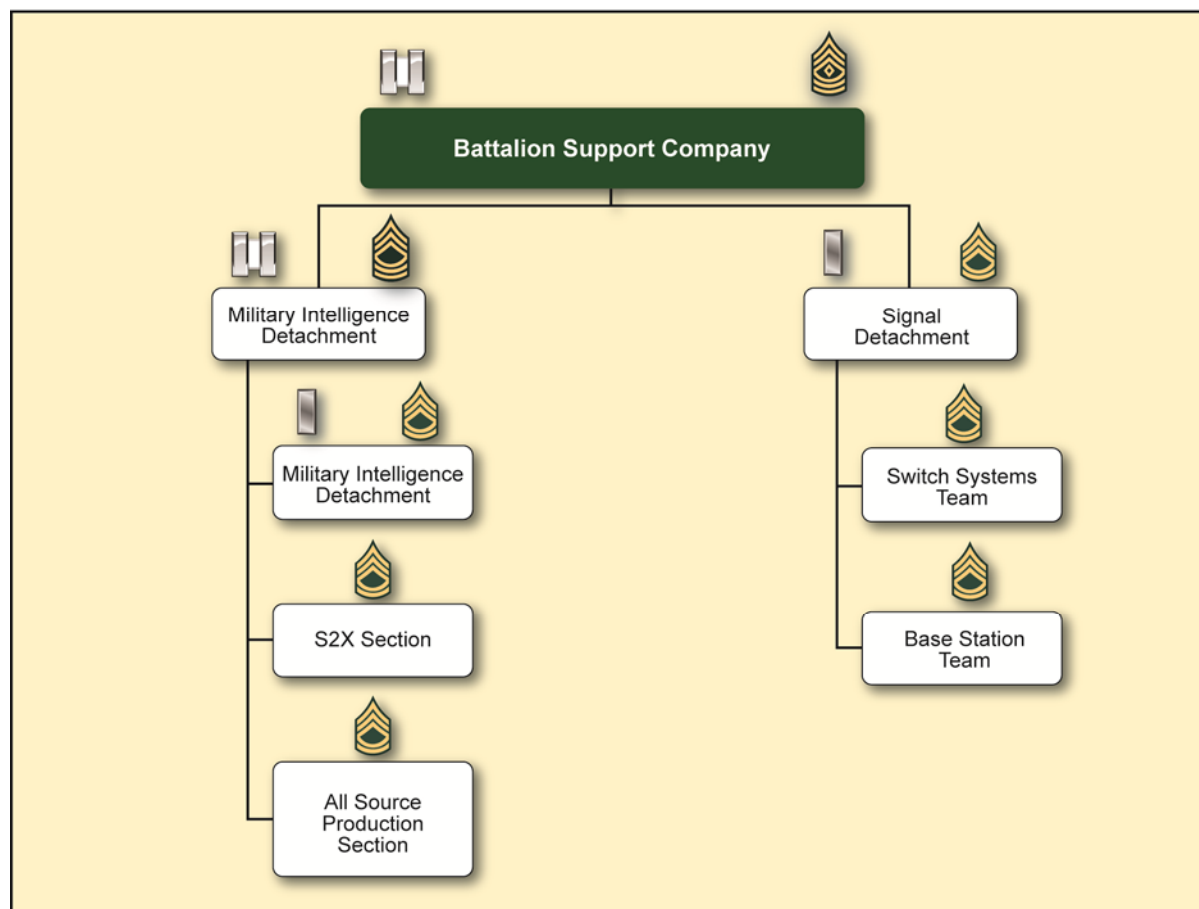 Battalion Support Company
Military Intelligence
Detachment
Signal
Detachment
Military Intelligence
Detachment
Switch Systems
Team
S2X Section
Base Station
Team
All Source
Production
Section